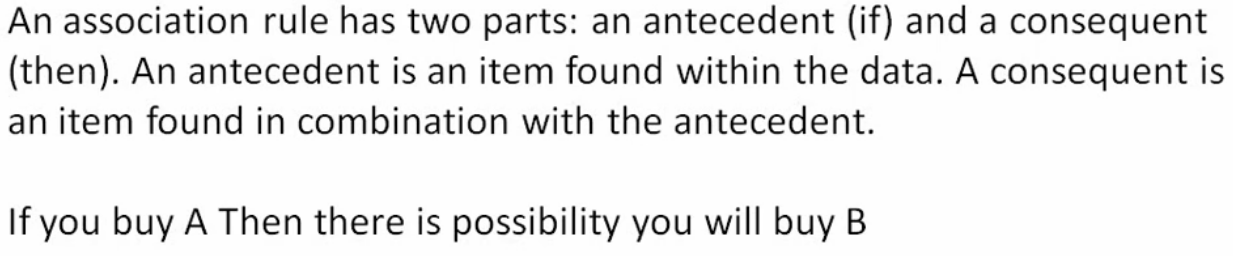 An association rule has two parts: an antecedent (if) and a consequent
(then). An antecedent is an item found within the data. A consequent is
an item found in combination with the antecedent.
If you buy A Then there is possibility you will buy B